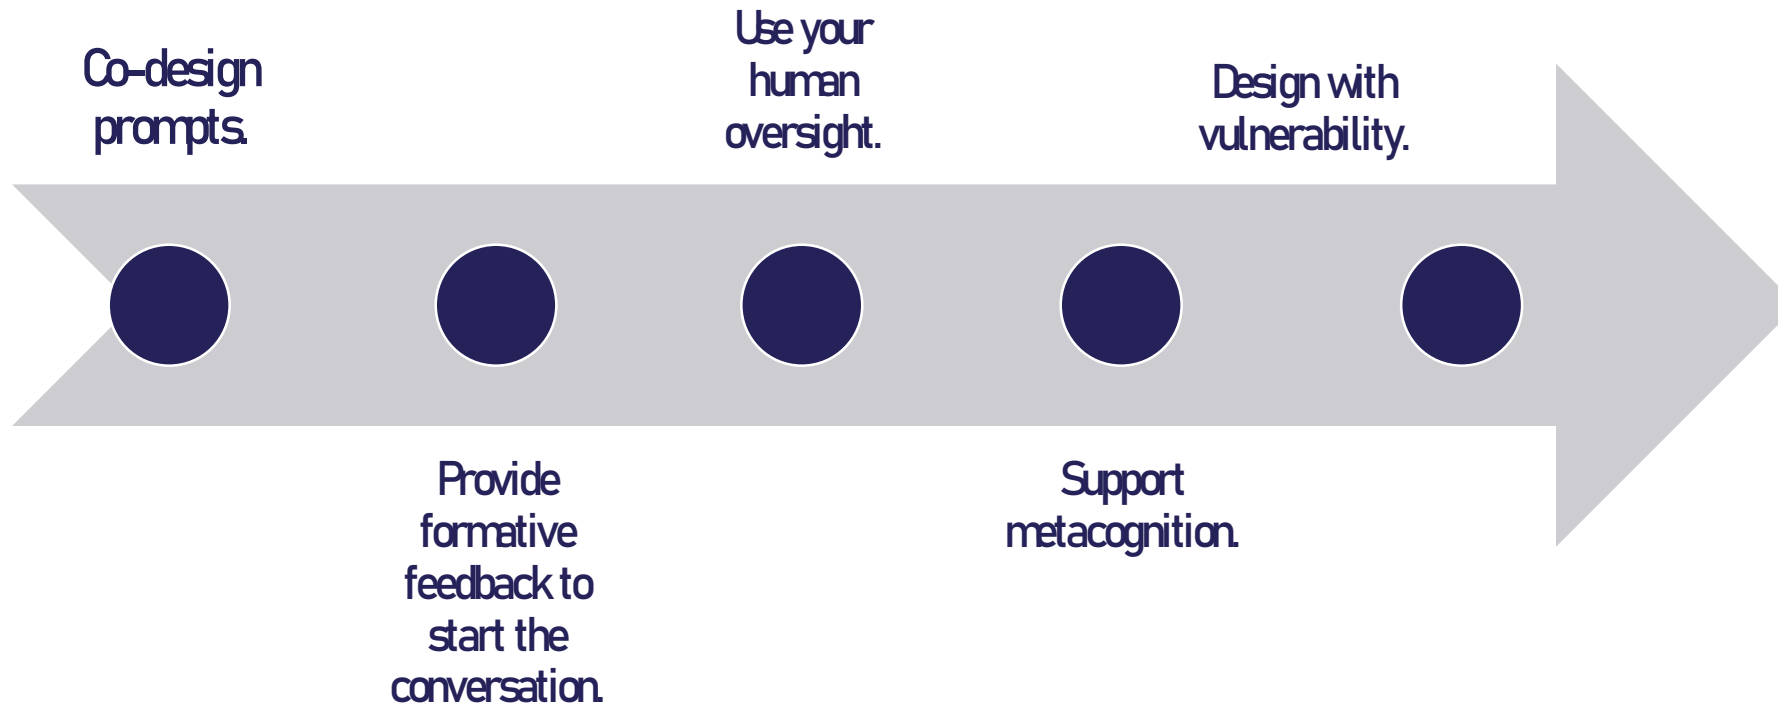 Co-design
prompts.
Provide
formative
feedback to
start the
conversation.
Use your
human
oversight.
Support
metacognition.
Design with
vulnerability.